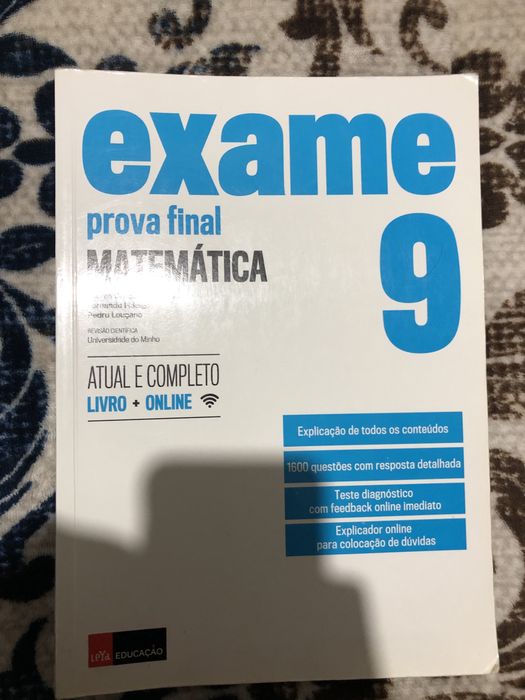 exame
prova final
MATEMÁTICA
9
Pedro Louçano
REVISÃO CIENTÍFICA
Universidade do Minho
ATUAL E COMPLETO
LIVRO + ONLINE
Explicação de todos os conteúdos
1600 questões com resposta detalhada
Teste diagnóstico
com feedback online imediato
Explicador online
para colocação de dúvidas
LEYA EDUCAÇÃO